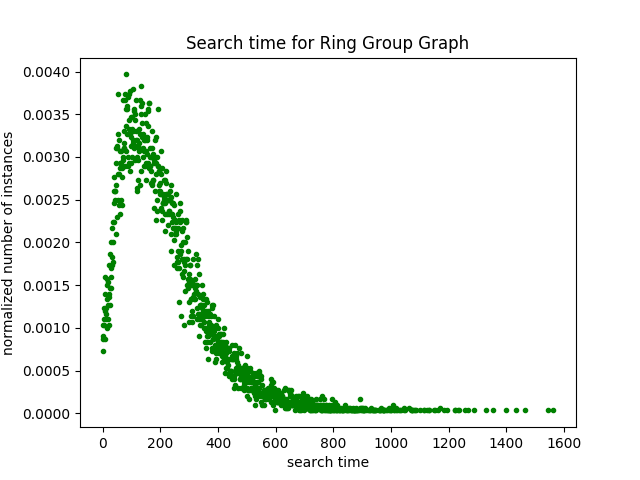 Search time for Ring Group Graph
normalized number of instances
0.0040
0.0035
0.0030
0.0025
0.0020
0.0015
0.0010
0.0005
0.0000
0 200 400 600 800 1000 1200 1400 1600
search time